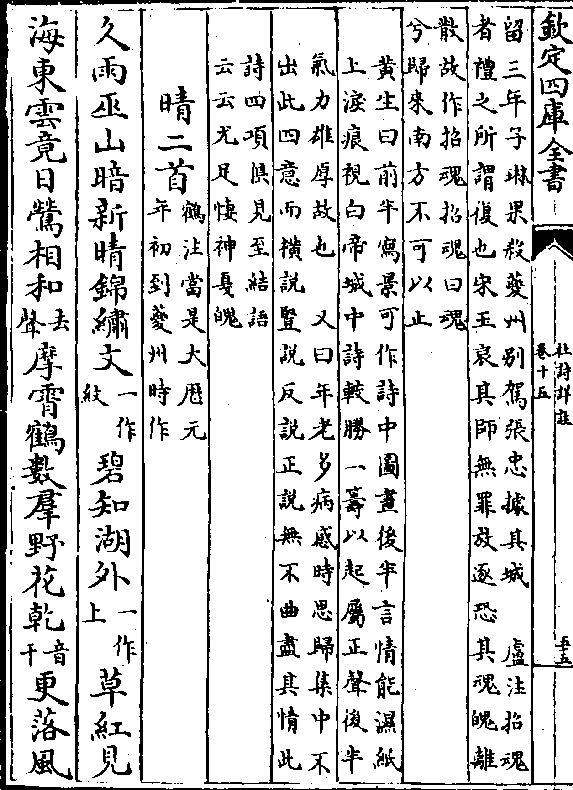 欽定四庫全書
杜詩詳註
卷十五
留三年子琳果殺夔州别駕張忠據其城　盧注招魂
者禮之所謂復也宋玉哀其師無罪放逐恐其魂魄離
散故作招魂招魂曰魂
兮歸來南方不可以止
黄生曰前半寫景可作詩中圖畫後半言情能濕紙
上淚痕視白帝城中詩較勝一籌以起屬正聲後半
氣力雄厚故也　又曰年老多病感時思歸集中不
出此四意而横説豎説反説正説無不曲盡其情此
詩四項俱見至結語
云云尤足悽神戞魄
晴二首 鶴注當是大厯元年初到夔州時作
久雨巫山暗新晴錦繡文一作紋碧知湖外一作上草紅見
海東雲竟日鶯相和去聲摩霄鶴數羣野花乾音干更落風